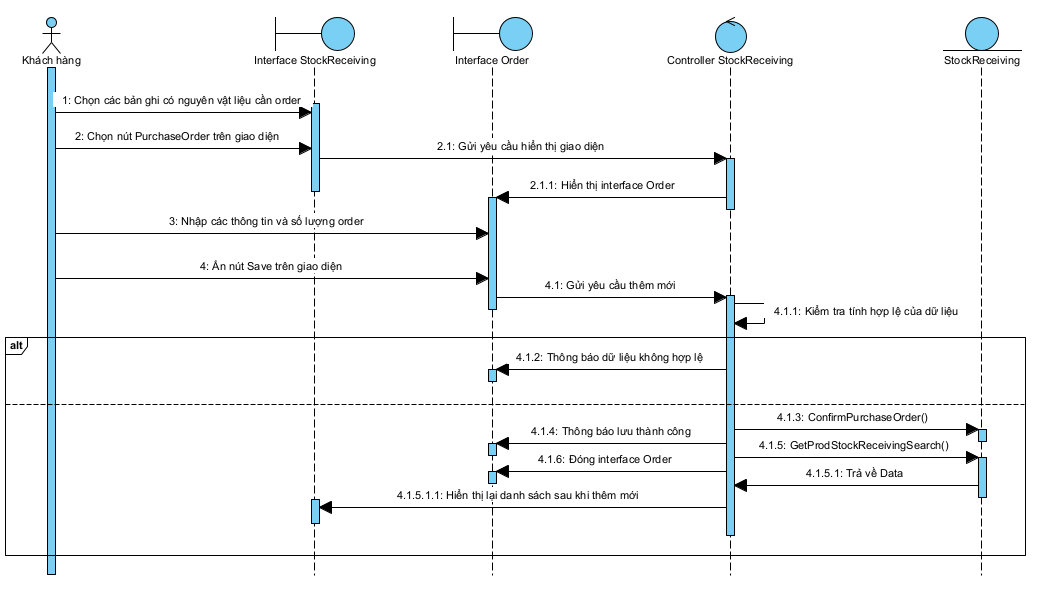 Khách hàng
Interface StockReceiving
Interface Order
Controller StockReceiving
StockReceiving
1: Chọn các bản ghi có nguyên vật liệu cần order
2: Chọn nút PurchaseOrder trên giao diện
2.1: Gửi yêu cầu hiển thị giao diện
2.1.1: Hiển thị interface Order
3: Nhập các thông tin và số lượng order
4: Ấn nút Save trên giao diện
4.1: Gửi yêu cầu thêm mới
4.1.1: Kiểm tra tính hợp lệ của dữ liệu
alt
4.1.2: Thông báo dữ liệu không hợp lệ
4.1.3: ConfirmPurchaseOrder()
4.1.4: Thông báo lưu thành công
4.1.5: GetProdStockReceivingSearch()
4.1.6: Đóng interface Order
4.1.5.1: Trả về Data
4.1.5.1.1: Hiển thị lại danh sách sau khi thêm mới